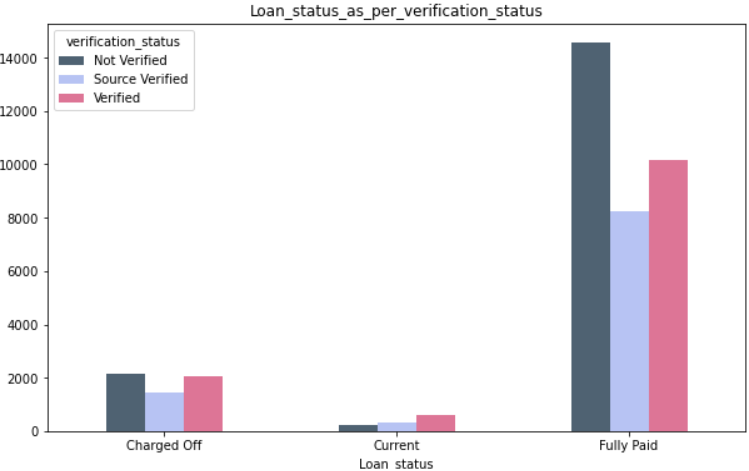 Loan_status_as_per_verification_status
verification_status
Not Verified
Source Verified
Verified
14000
12000
10000
8000
6000
4000
2000
0
Charged Off
Current
Fully Paid
Loan_status